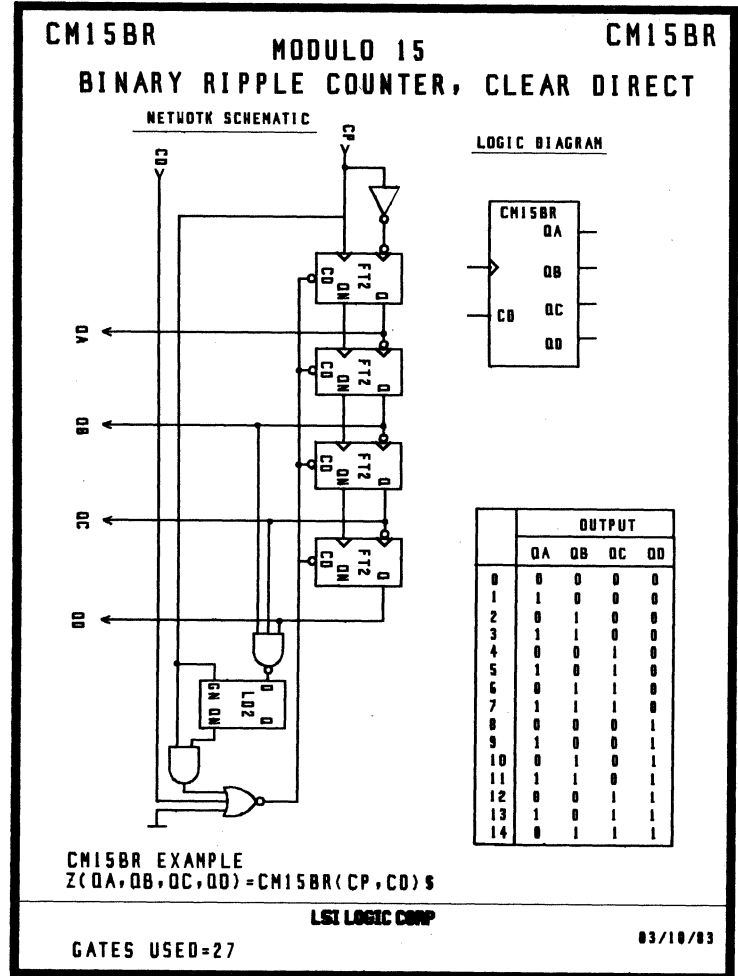 CM15BR CM15BR
MODULO 15
BINARY RIPPLE COUNTER, CLEAR DIRECT
NETWOTK SCHEMATIC
LOGIC DIAGRAM
CP
CD
CM15BR
QA
QB
QC
CD
QD
CD FT2
QN Q
QA
CD FT2
QN Q
QB
CD FT2
QN Q
QC
CD FT2
QN Q
QD
GN D
LD2
QN Q
OUTPUT
QA QB QC QD
0 0 0 0 0
1 1 0 0 0
2 0 1 0 0
3 1 1 0 0
4 0 0 1 0
5 1 0 1 0
6 0 1 1 0
7 1 1 1 0
8 0 0 0 1
9 1 0 0 1
10 0 1 0 1
11 1 1 0 1
12 0 0 1 1
13 1 0 1 1
14 0 1 1 1
CM15BR EXAMPLE
Z(QA,QB,QC,QD)=CM15BR(CP,CD)$
LSI LOGIC CORP
03/10/83
GATES USED=27